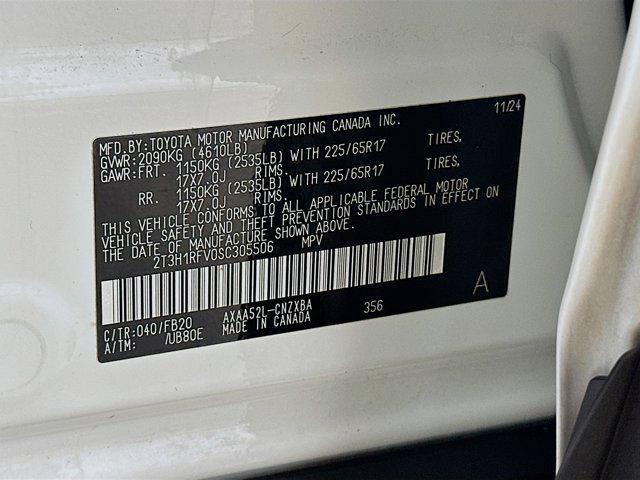 11/24
MFD.BY:TOYOTA MOTOR MANUFACTURING CANADA INC.
GVWR:2090KG (4610LB)
GAWR:FRT. 1150KG (2535LB) WITH 225/65R17 TIRES,
17X7.0J RIMS.
RR. 1150KG (2535LB) WITH 225/65R17 TIRES,
17X7.0J RIMS.
THIS VEHICLE CONFORMS TO ALL APPLICABLE FEDERAL MOTOR
VEHICLE SAFETY AND THEFT PREVENTION STANDARDS IN EFFECT ON
THE DATE OF MANUFACTURE SHOWN ABOVE.
2T3H1RFV0SC305506 MPV
A
C/TR:040/FB20 AXAA52L-CNZXBA 356
A/TM: /UB80E MADE IN CANADA